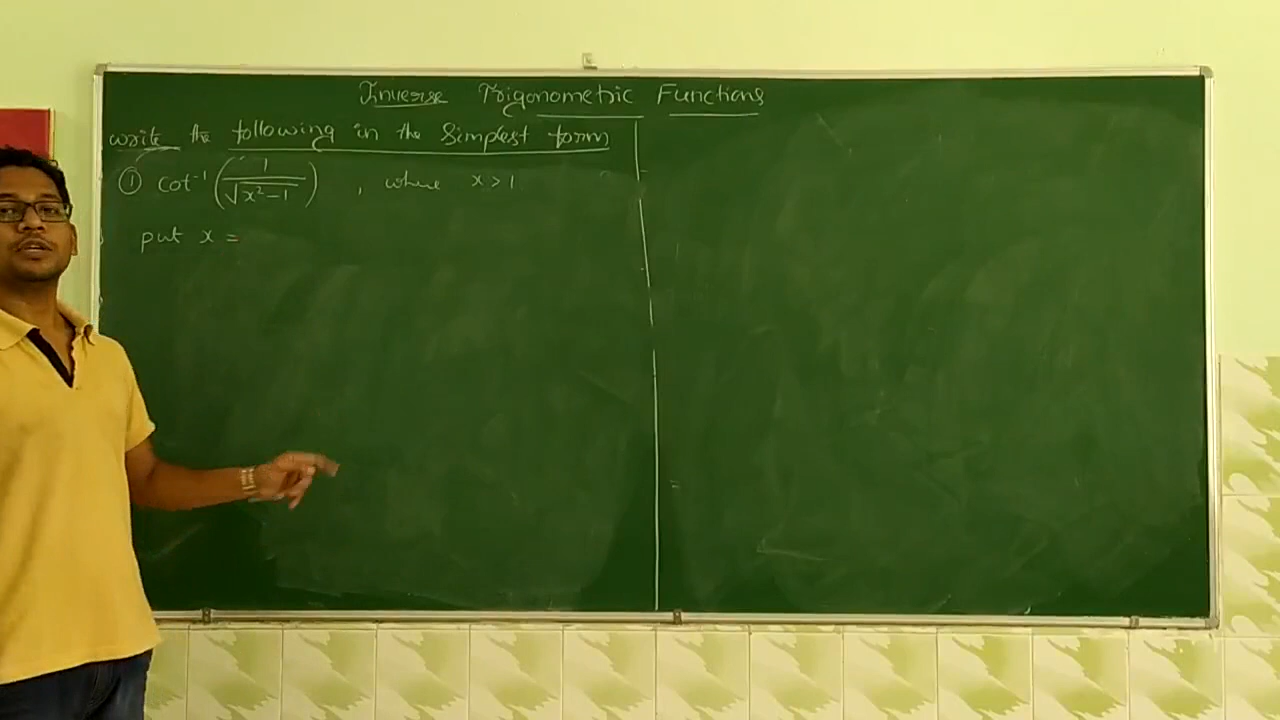 Inverse Trigonometric Functions
Write the following in the Simplest form
① cot⁻¹(1/√(x²-1)), where x>1
put x =